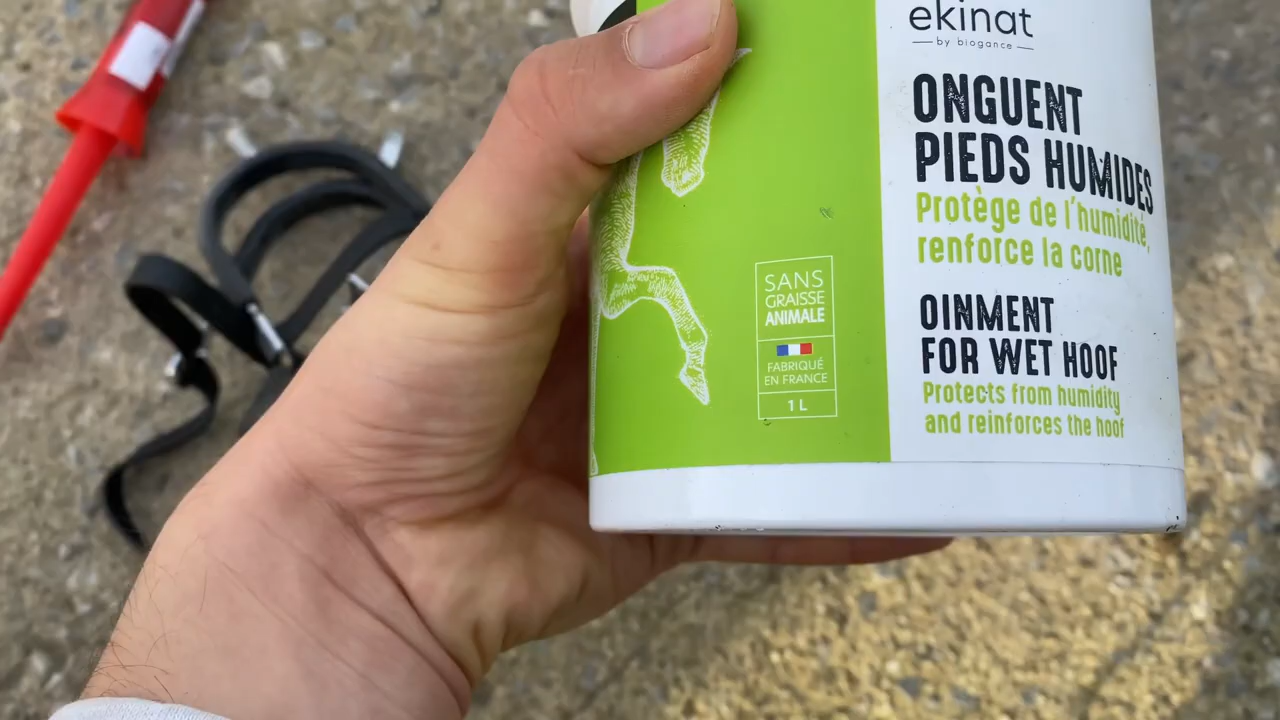 ekinat
by biogance
ONGUENT
PIEDS HUMIDES
Protège de l'humidité,
renforce la corne
OINMENT
FOR WET HOOF
Protects from humidity
and reinforces the hoof
SANS
GRAISSE
ANIMALE
FABRIQUÉ
EN FRANCE
1 L